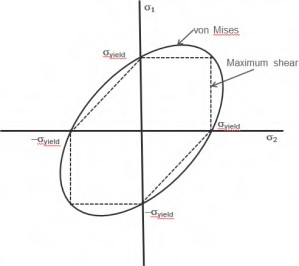 σ1
von Mises
σyield
Maximum shear
−σyield
σyield
σ2
−σyield